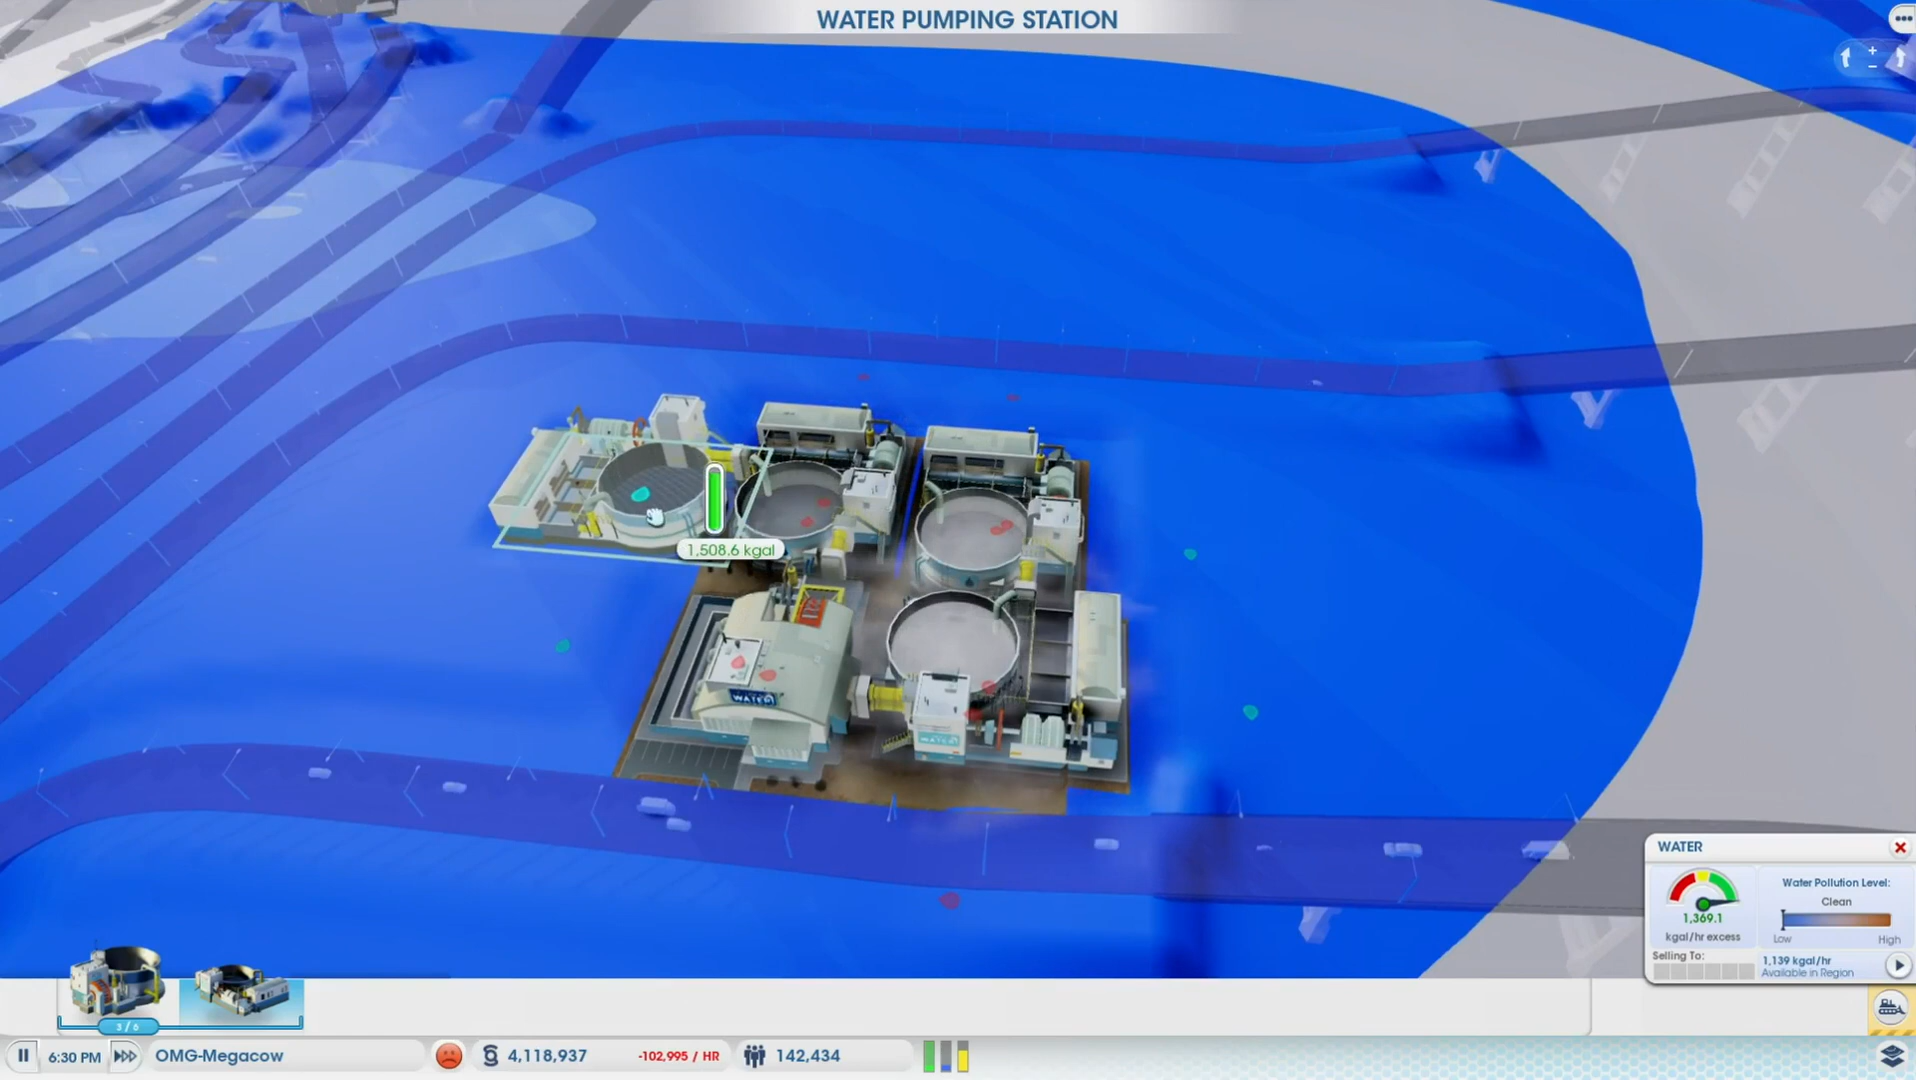 WATER PUMPING STATION
1,508.6 kgal
WATER
WATER
WATER
1,369.1
kgal/hr excess
Selling To:
Water Pollution Level:
Clean
Low
High
1,139 kgal/hr
Available in Region
3 / 6
6:30 PM
OMG-Megacow
4,118,937
-102,995 / HR
142,434